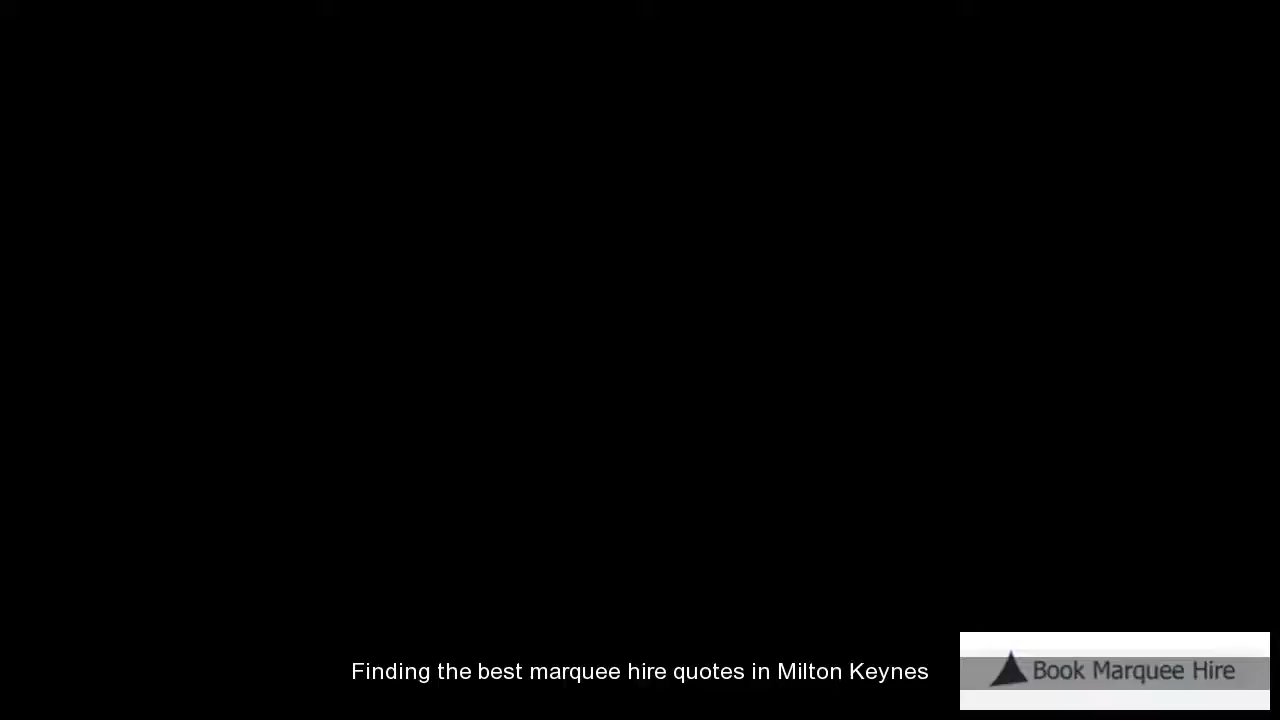 Finding the best marquee hire quotes in Milton Keynes
Book Marquee Hire